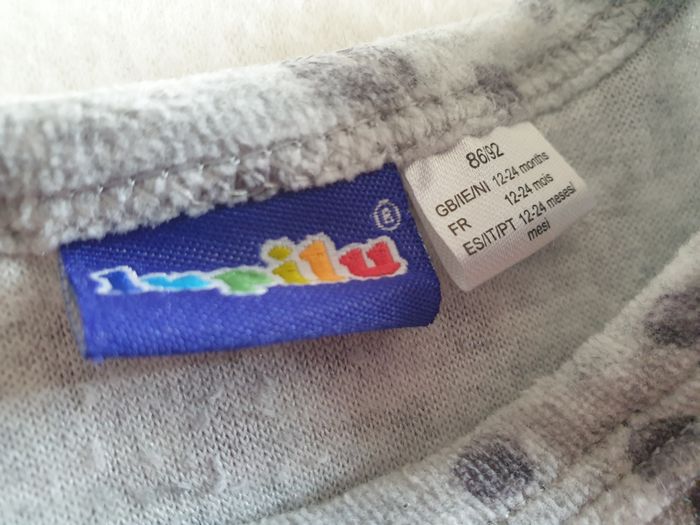 lupilu ®
86/92
GB/IE/NI 12-24 months
FR 12-24 mois
ES/IT/PT 12-24 meses/
mesi